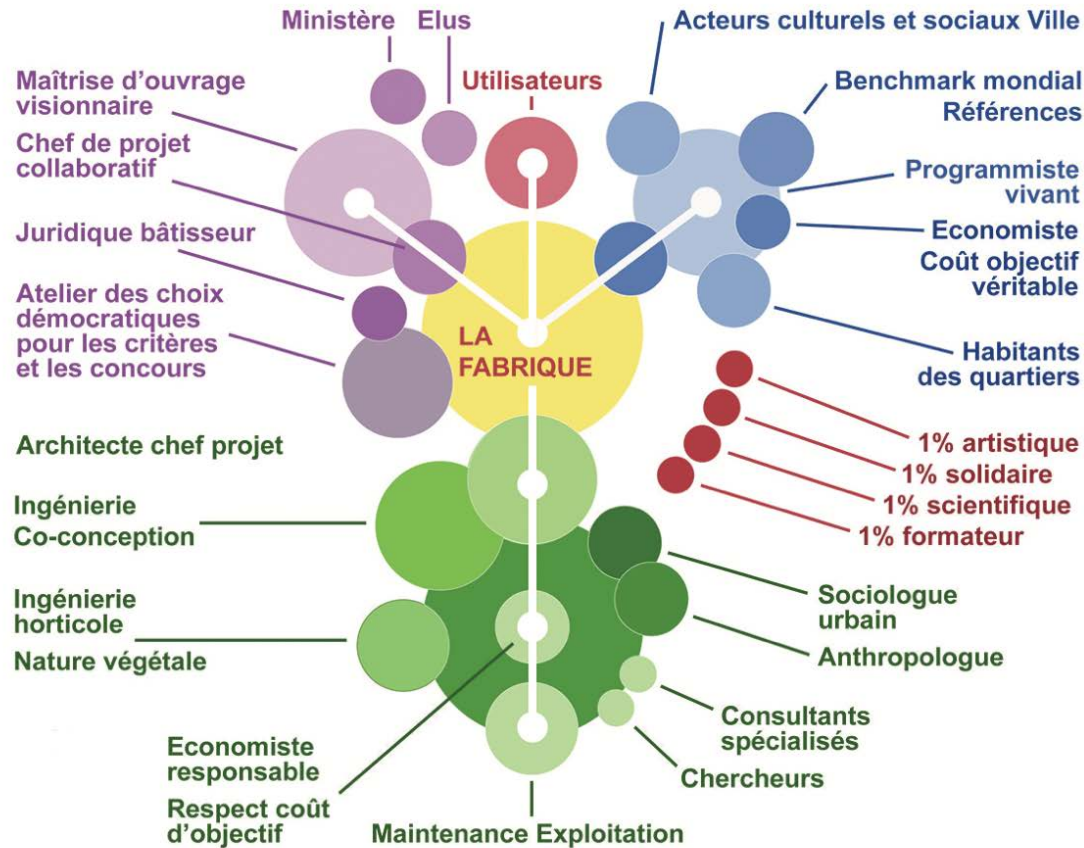 Ministère
Elus
Acteurs culturels et sociaux Ville
Maîtrise d’ouvrage
visionnaire
Chef de projet
collaboratif
Juridique bâtisseur
Atelier des choix
démocratiques
pour les critères
et les concours
Utilisateurs
Benchmark mondial
Références
Programmiste
vivant
Economiste
Coût objectif
véritable
Habitants
des quartiers
LA
FABRIQUE
1% artistique
1% solidaire
1% scientifique
1% formateur
Architecte chef projet
Ingénierie
Co-conception
Ingénierie
horticole
Nature végétale
Sociologue
urbain
Anthropologue
Consultants
spécialisés
Chercheurs
Economiste
responsable
Respect coût
d’objectif
Maintenance Exploitation